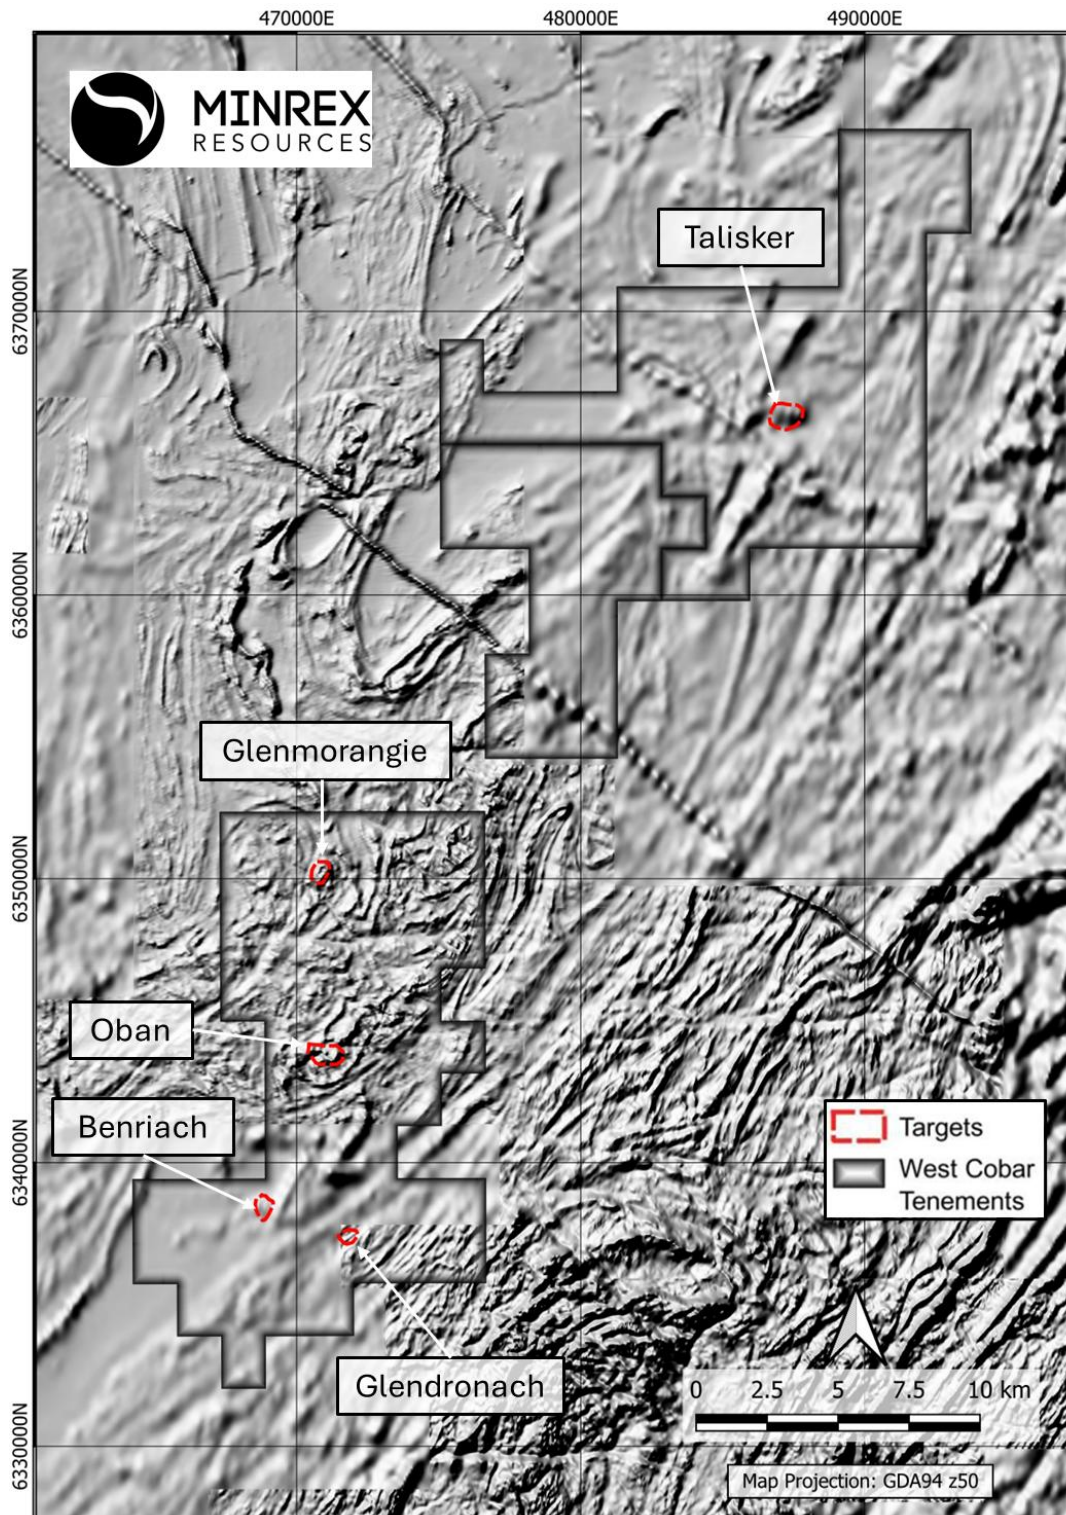 470000E 480000E 490000E
MINREX
RESOURCES
Talisker
6370000N
6360000N
Glenmorangie
6350000N
Oban
Benriach
6340000N
Targets
West Cobar
Tenements
Glendronach
0 2.5 5 7.5 10 km
6330000N
Map Projection: GDA94 z50